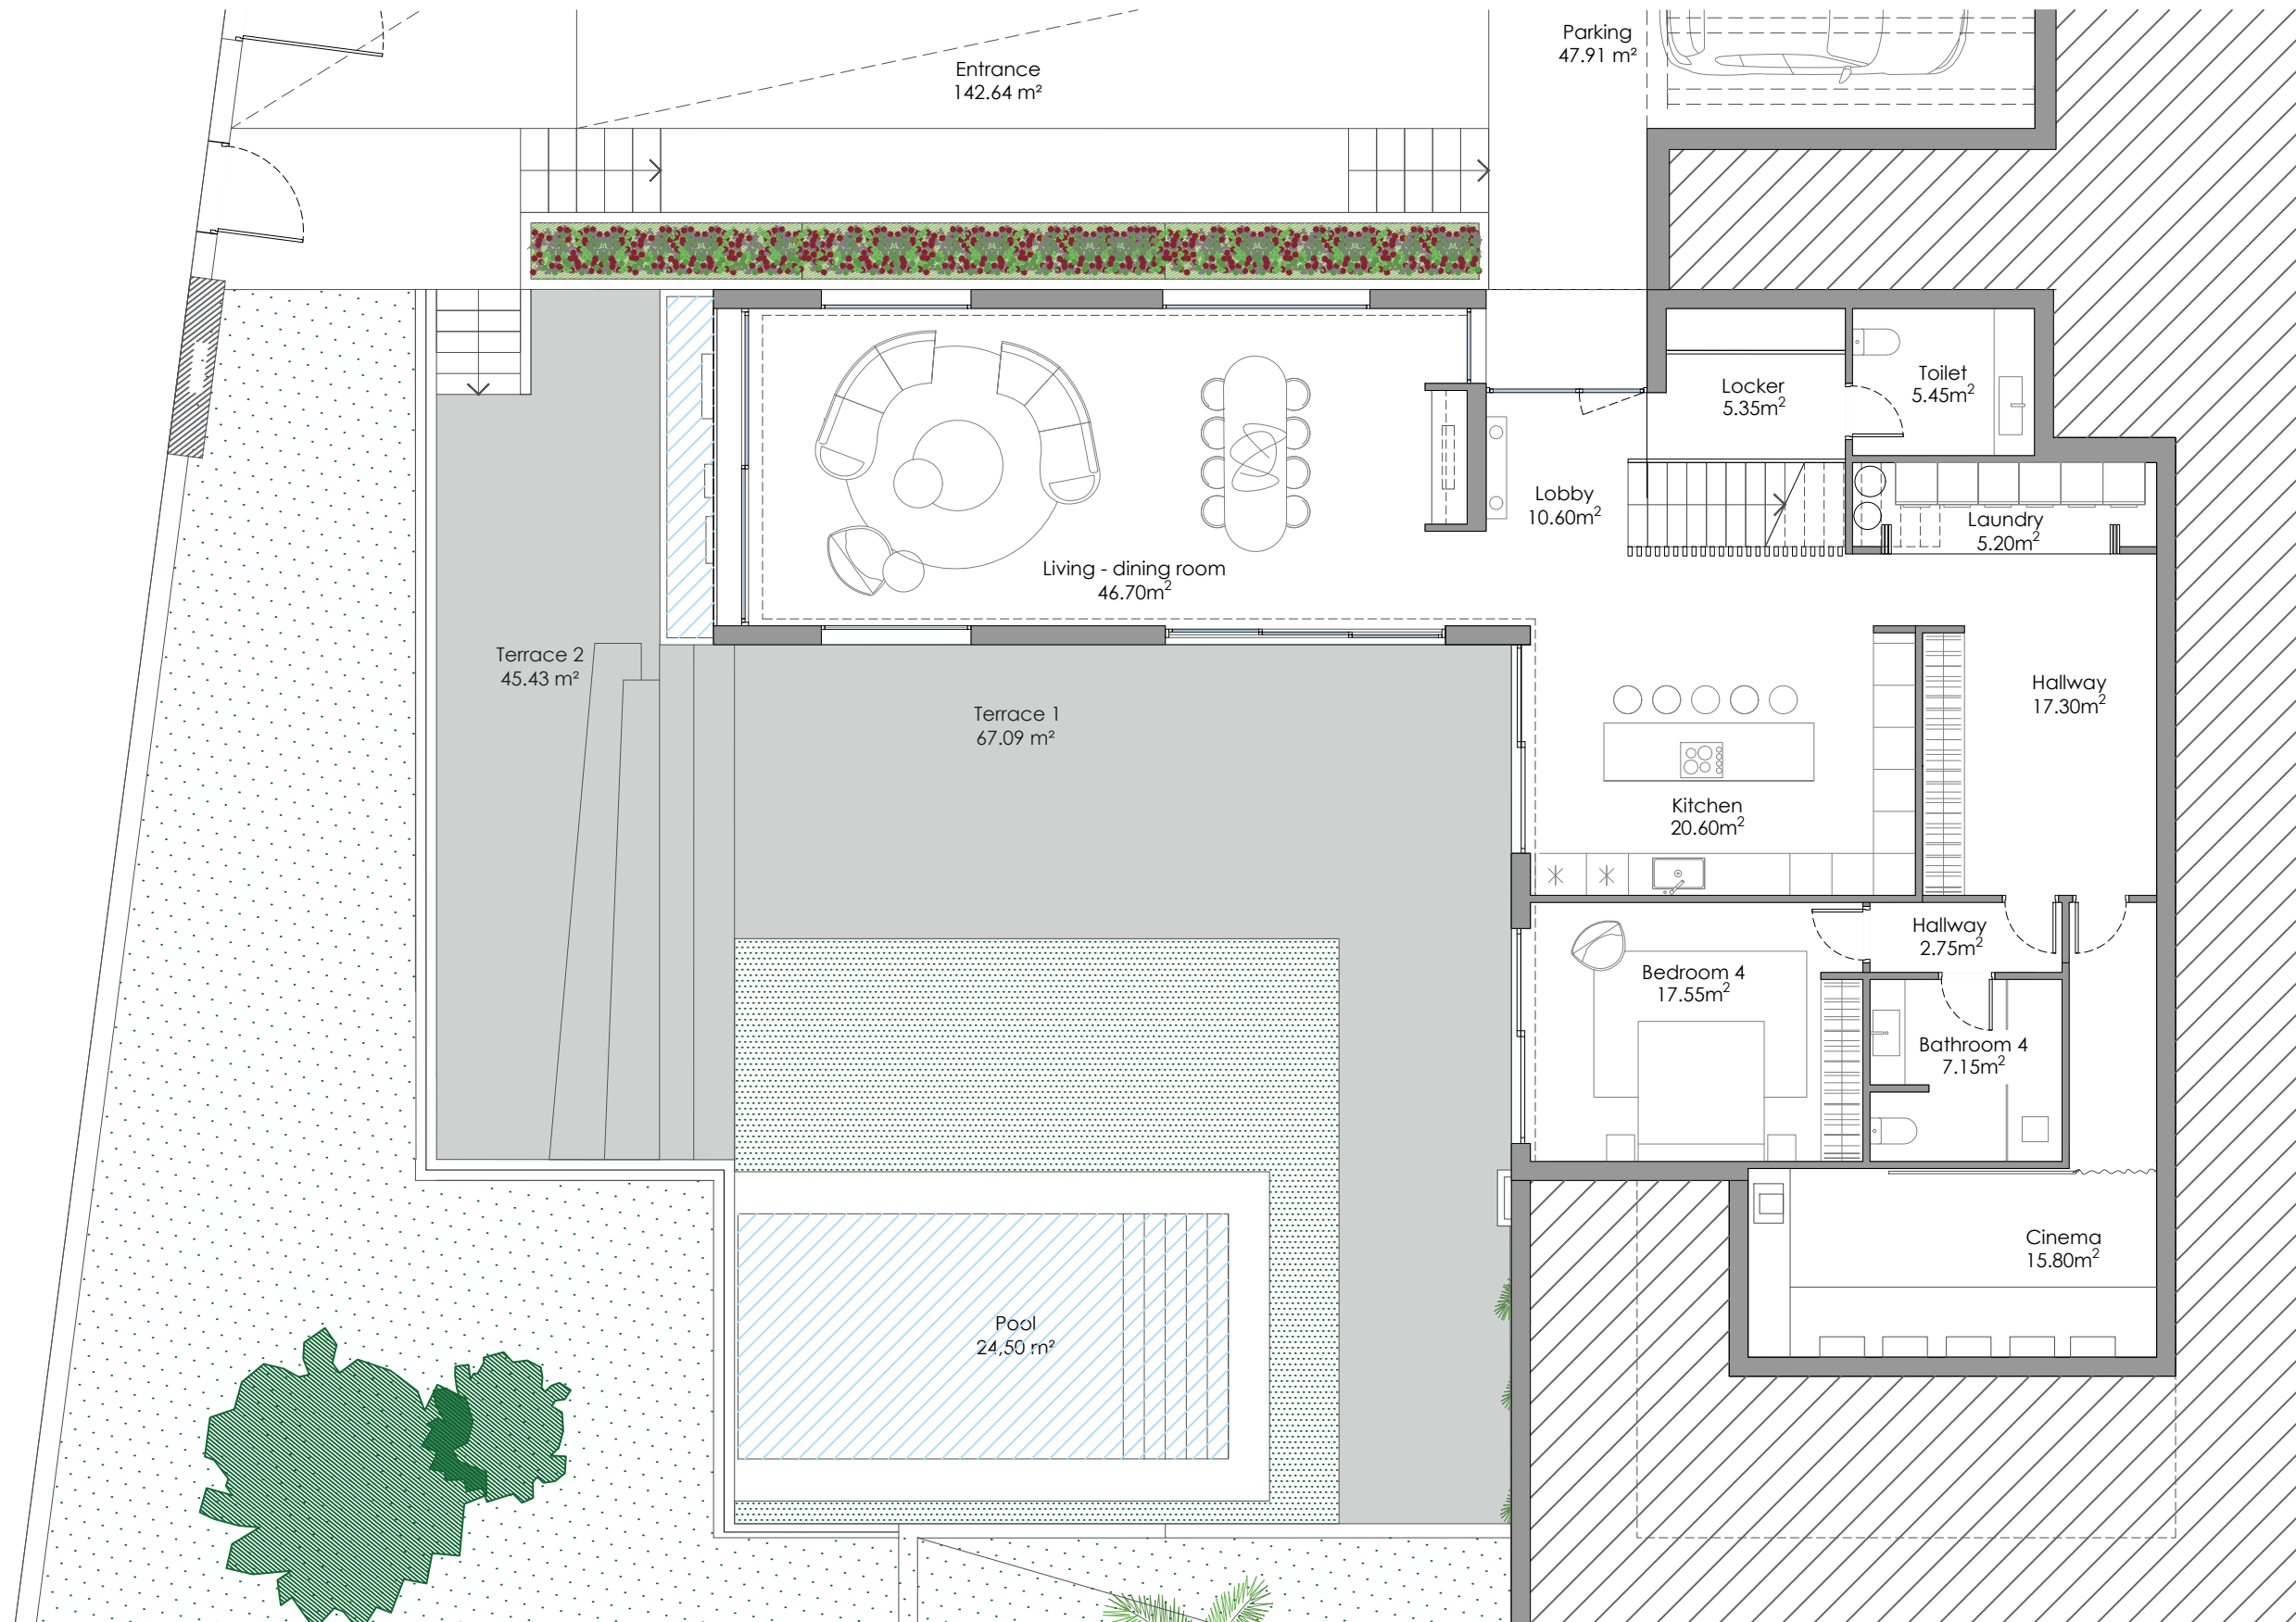 Parking
47.91 m²
Entrance
142.64 m²
Locker
5.35m²
Toilet
5.45m²
Lobby
10.60m²
Laundry
5.20m²
Living - dining room
46.70m²
Terrace 2
45.43 m²
Terrace 1
67.09 m²
Hallway
17.30m²
Kitchen
20.60m²
Hallway
2.75m²
Bedroom 4
17.55m²
Bathroom 4
7.15m²
Cinema
15.80m²
Pool
24,50 m²